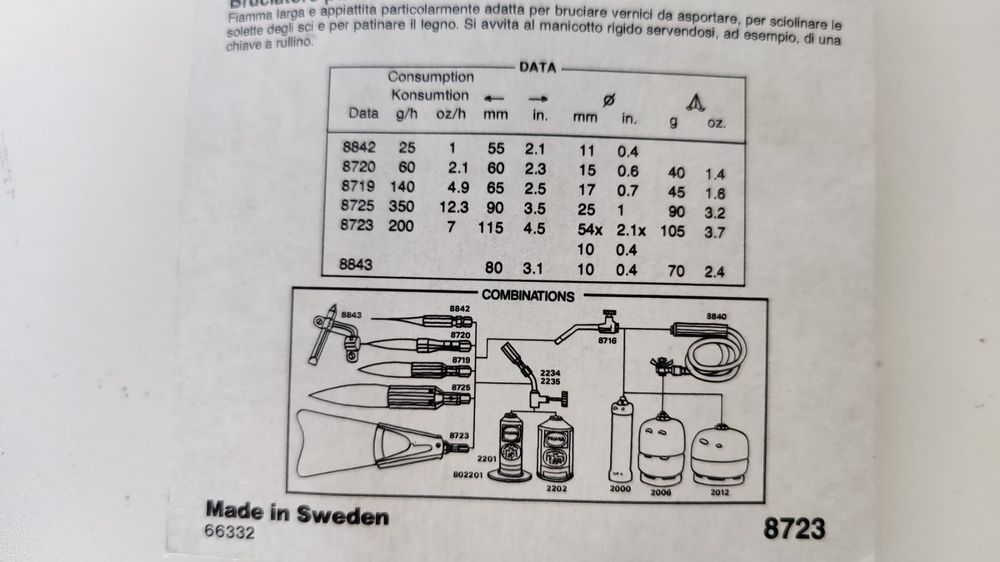 Bruciatore
Fiamma larga e appiattita particolarmente adatta per bruciare vernici da asportare, per sciolinare le
solette degli sci e per patinare il legno. Si avvita al manicotto rigido servendosi, ad esempio, di una
chiave a rullino.
DATA
Consumption
Konsumtion ← → Ø
Data g/h oz/h mm in. mm in. g oz.
8842 25 1 55 2.1 11 0.4
8720 60 2.1 60 2.3 15 0.6 40 1.4
8719 140 4.9 65 2.5 17 0.7 45 1.6
8725 350 12.3 90 3.5 25 1 90 3.2
8723 200 7 115 4.5 54x 2.1x 105 3.7
10 0.4
8843 80 3.1 10 0.4 70 2.4
COMBINATIONS
8843
8842
8720
8719
8725
8723
8716
8840
2234
2235
2201
802201
2202
2000
2006
2012
Made in Sweden
66332
8723